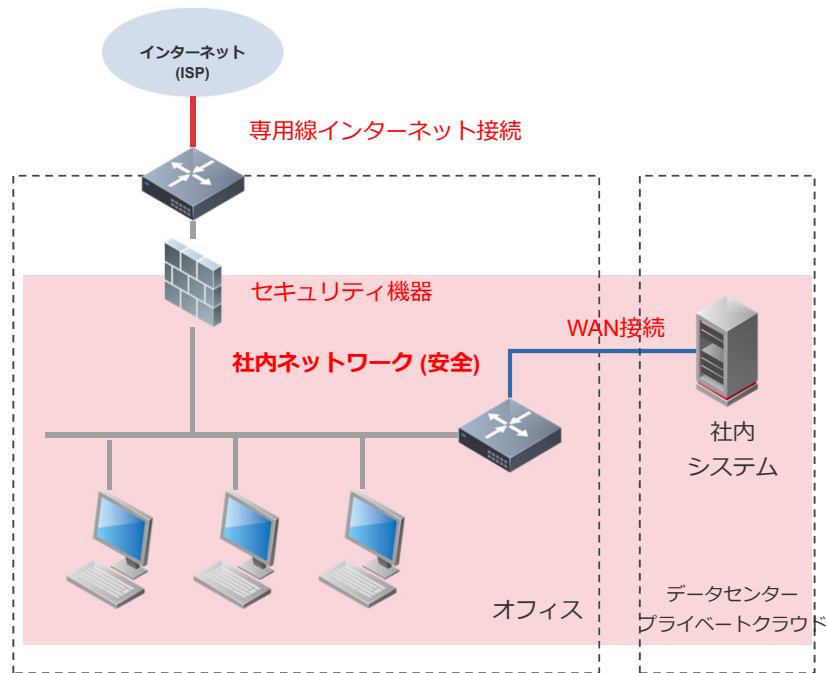 インターネット
(ISP)
専用線インターネット接続
セキュリティ機器
WAN接続
社内ネットワーク (安全)
社内
システム
オフィス
データセンター
プライベートクラウド